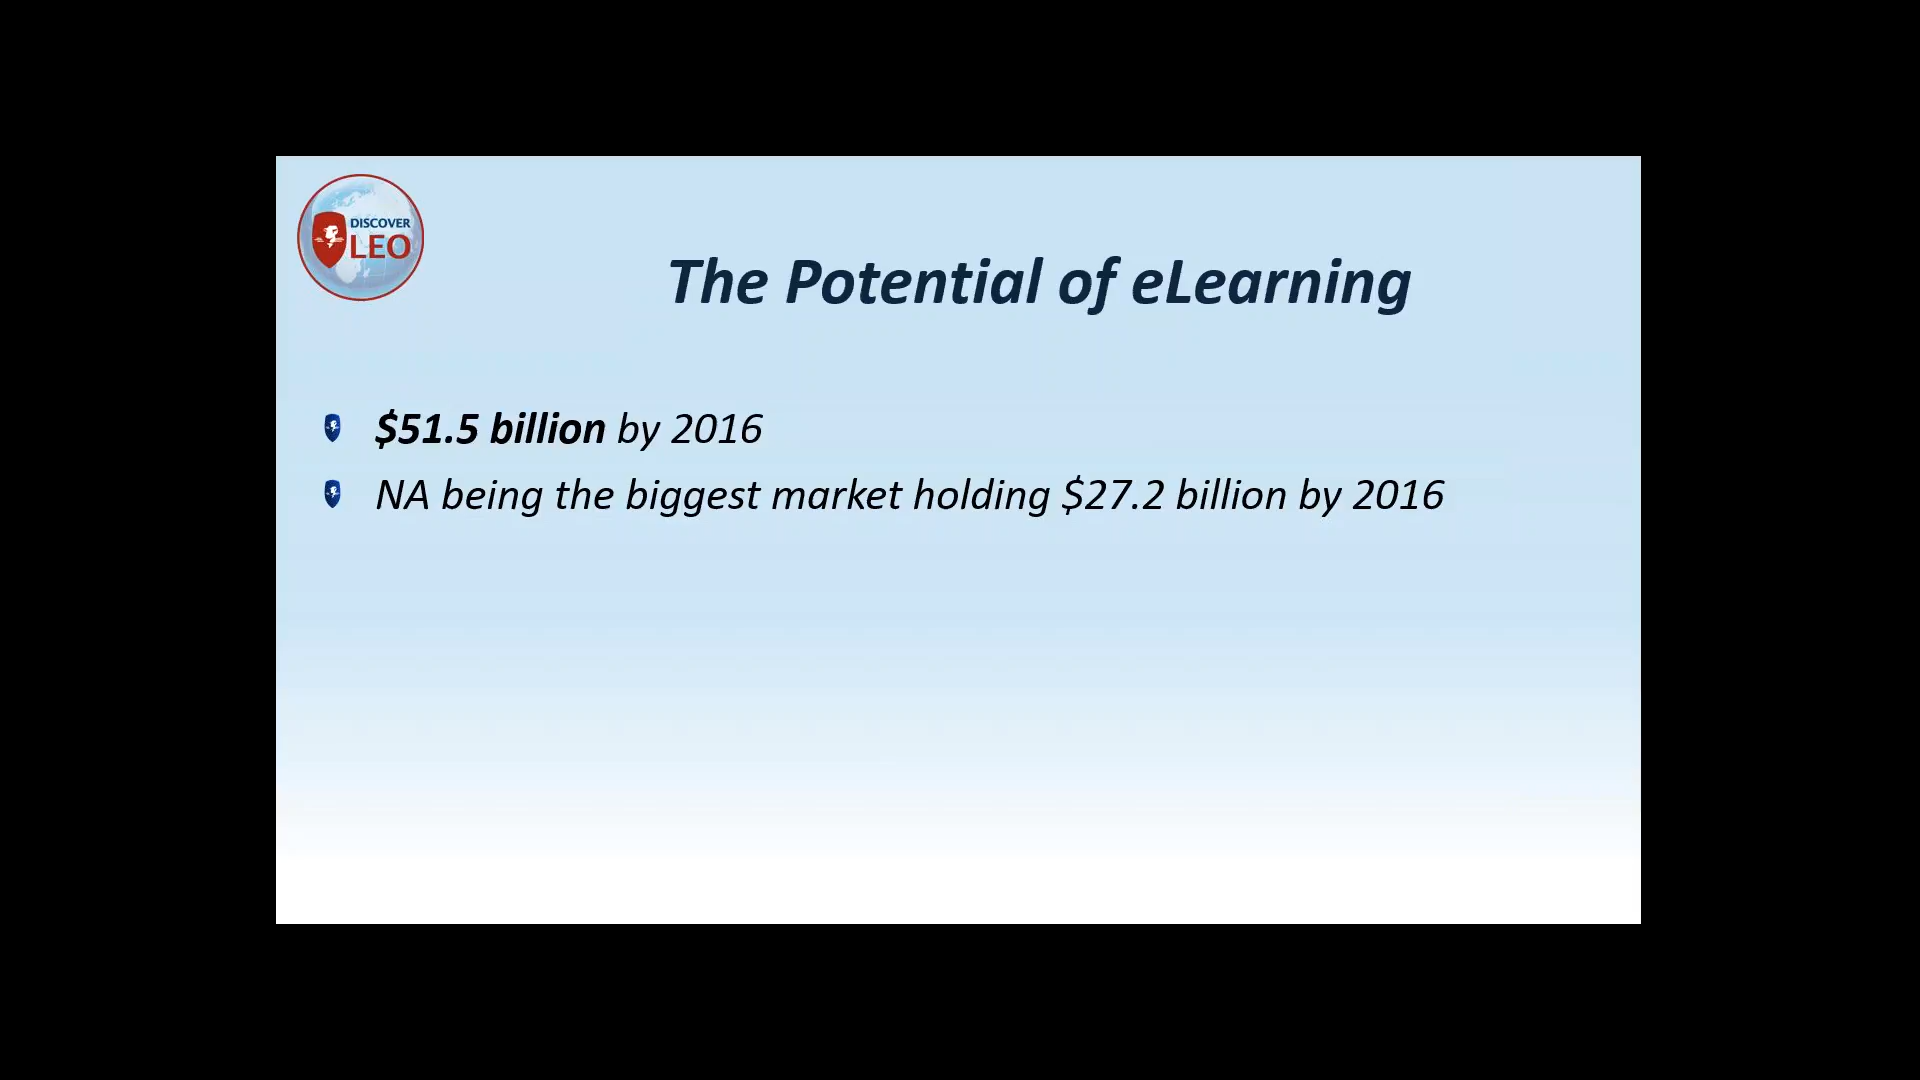 DISCOVER
LEO
The Potential of eLearning
$51.5 billion by 2016
NA being the biggest market holding $27.2 billion by 2016